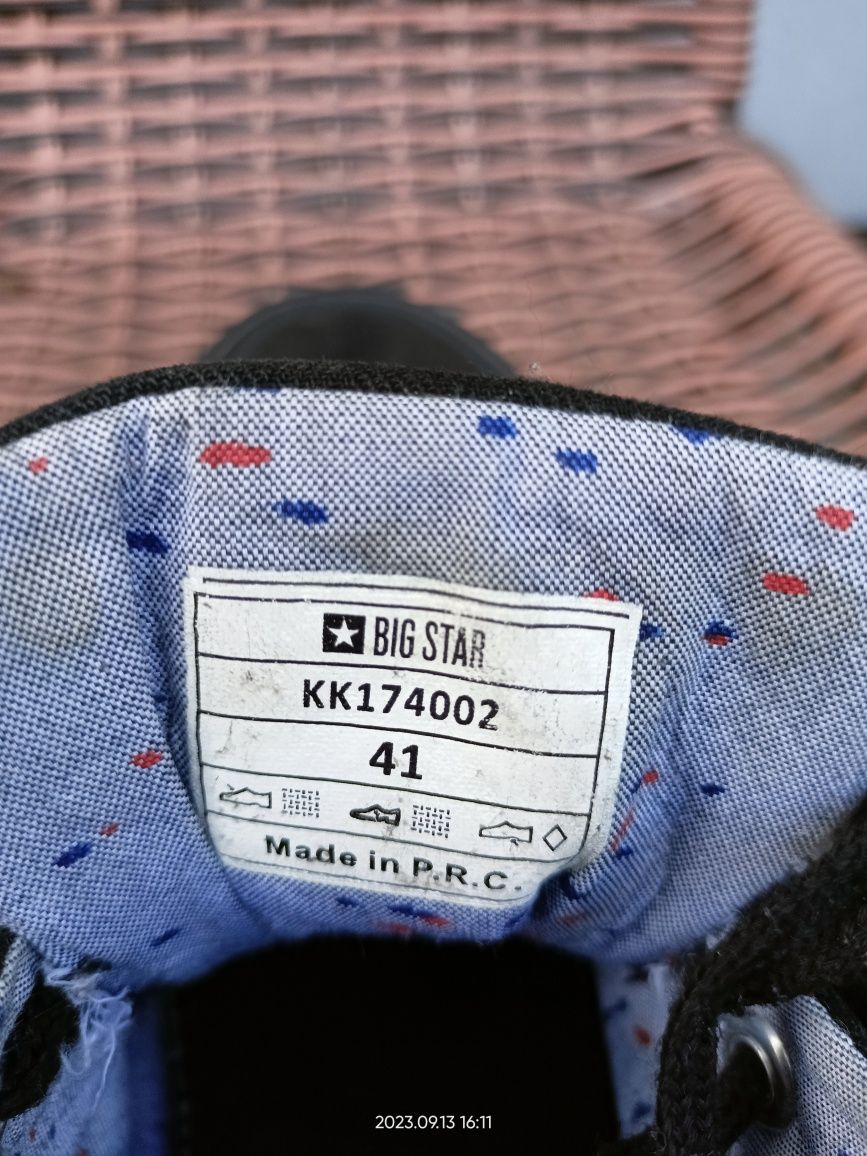 BIG STAR
KK174002
41
Made in P.R.C.
2023.09.13 16:11